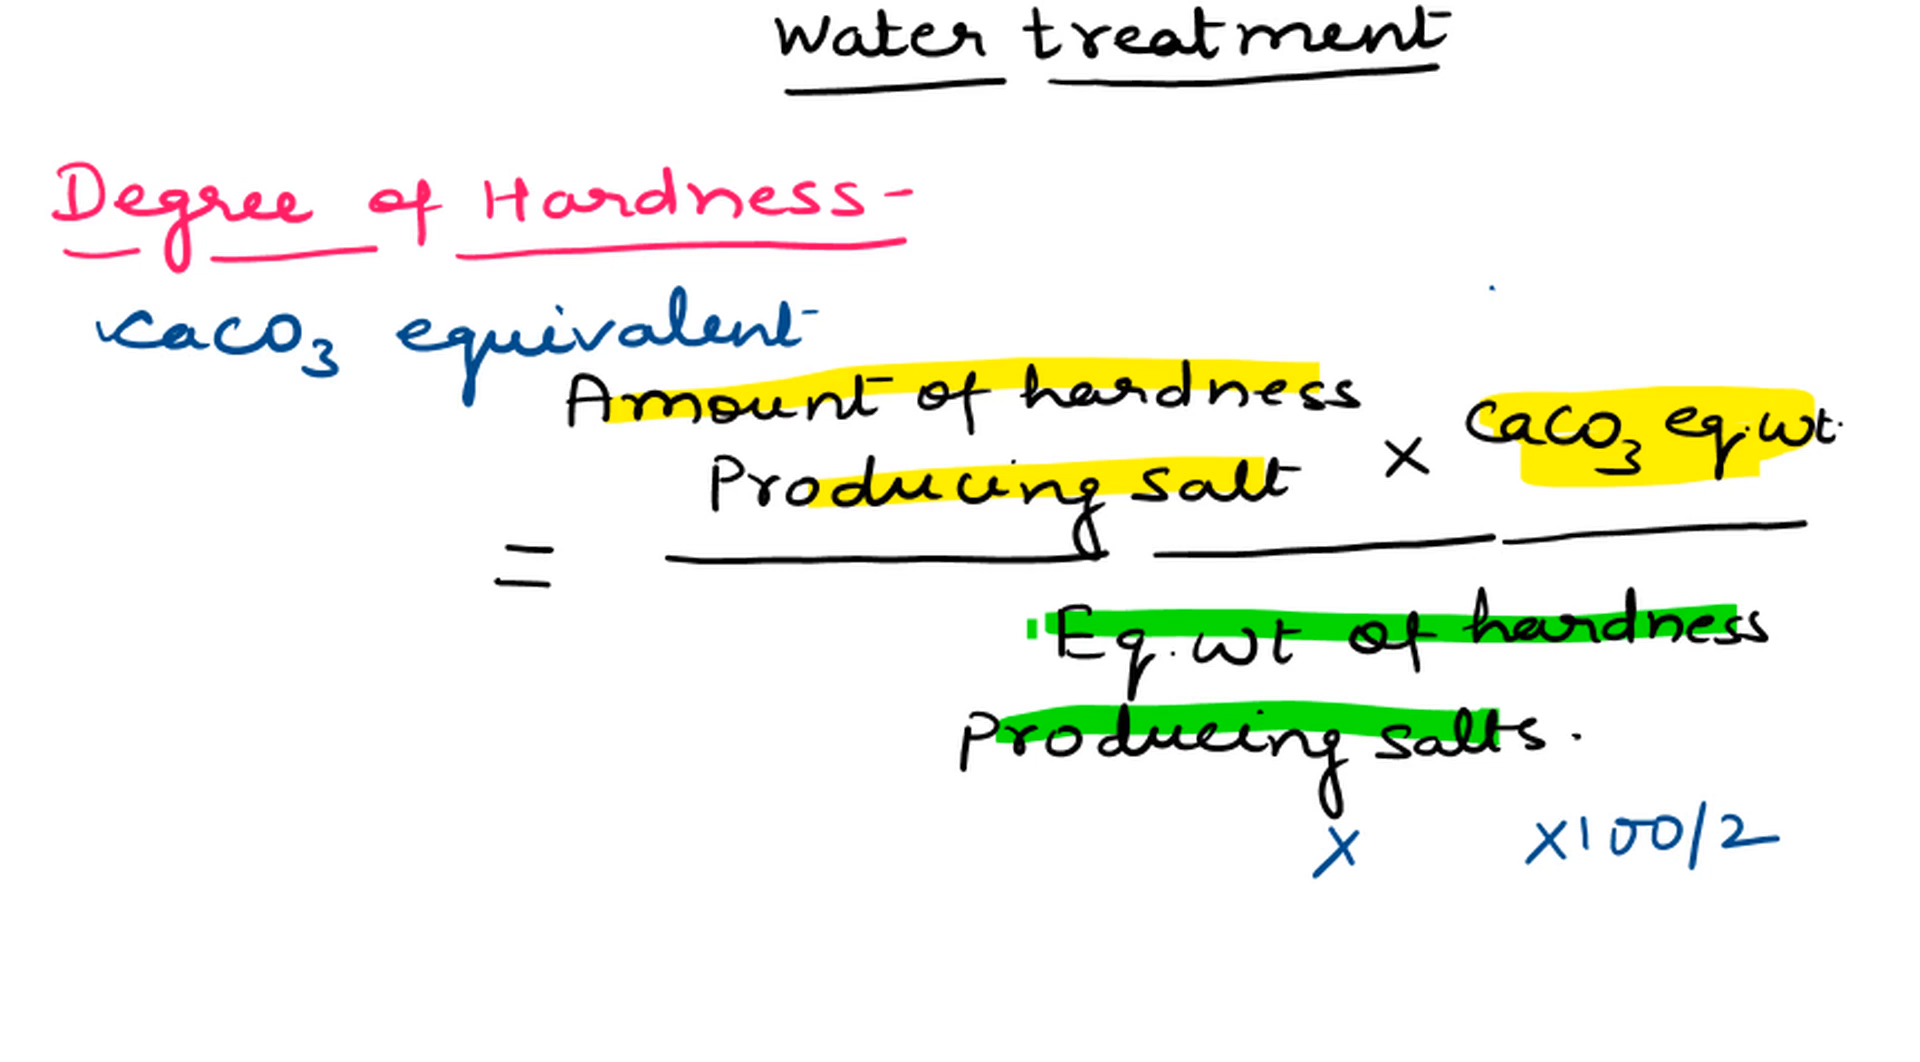 Water treatment
Degree of Hardness -
CaCO₃ equivalent
Amount of hardness
Producing salt × CaCO₃ eq.wt.
=
Eq.wt of hardness
Producing salts.
× ×100/2